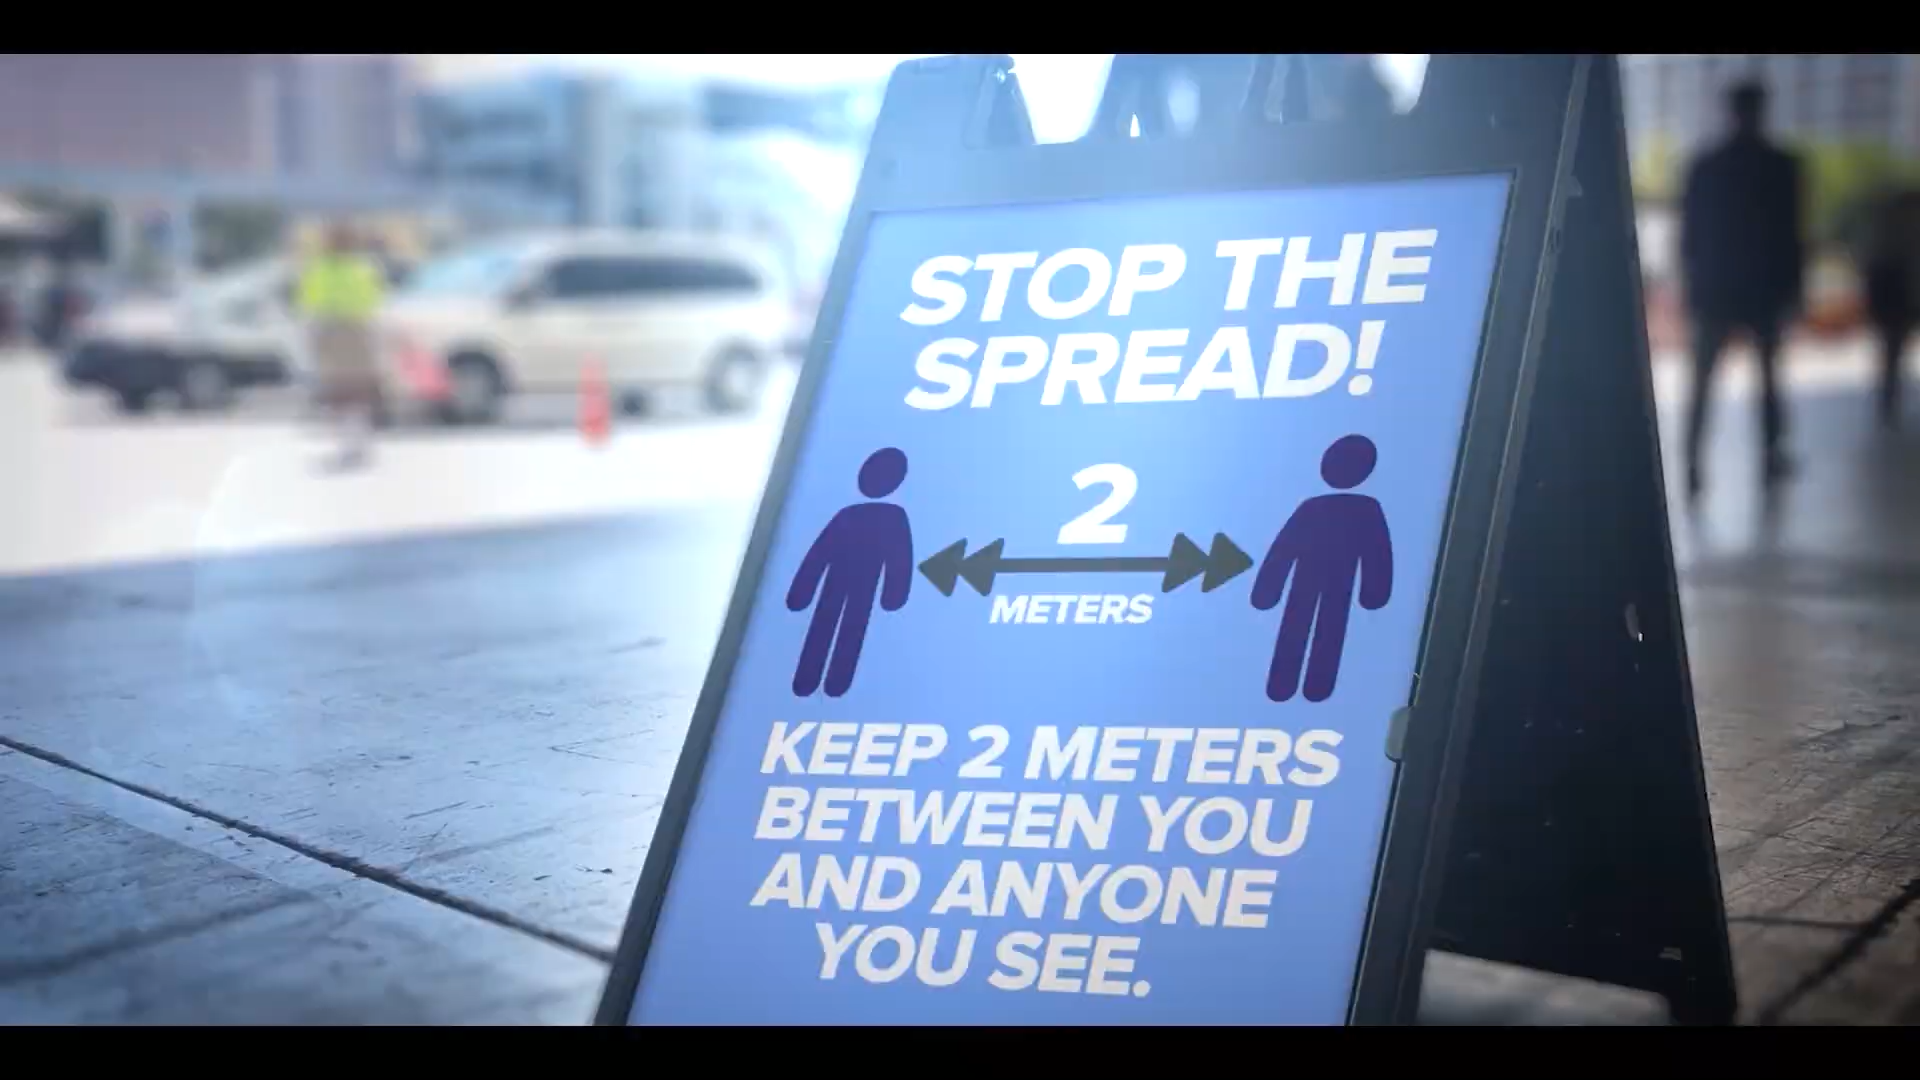 STOP THE
SPREAD!
2
METERS
KEEP 2 METERS
BETWEEN YOU
AND ANYONE
YOU SEE.